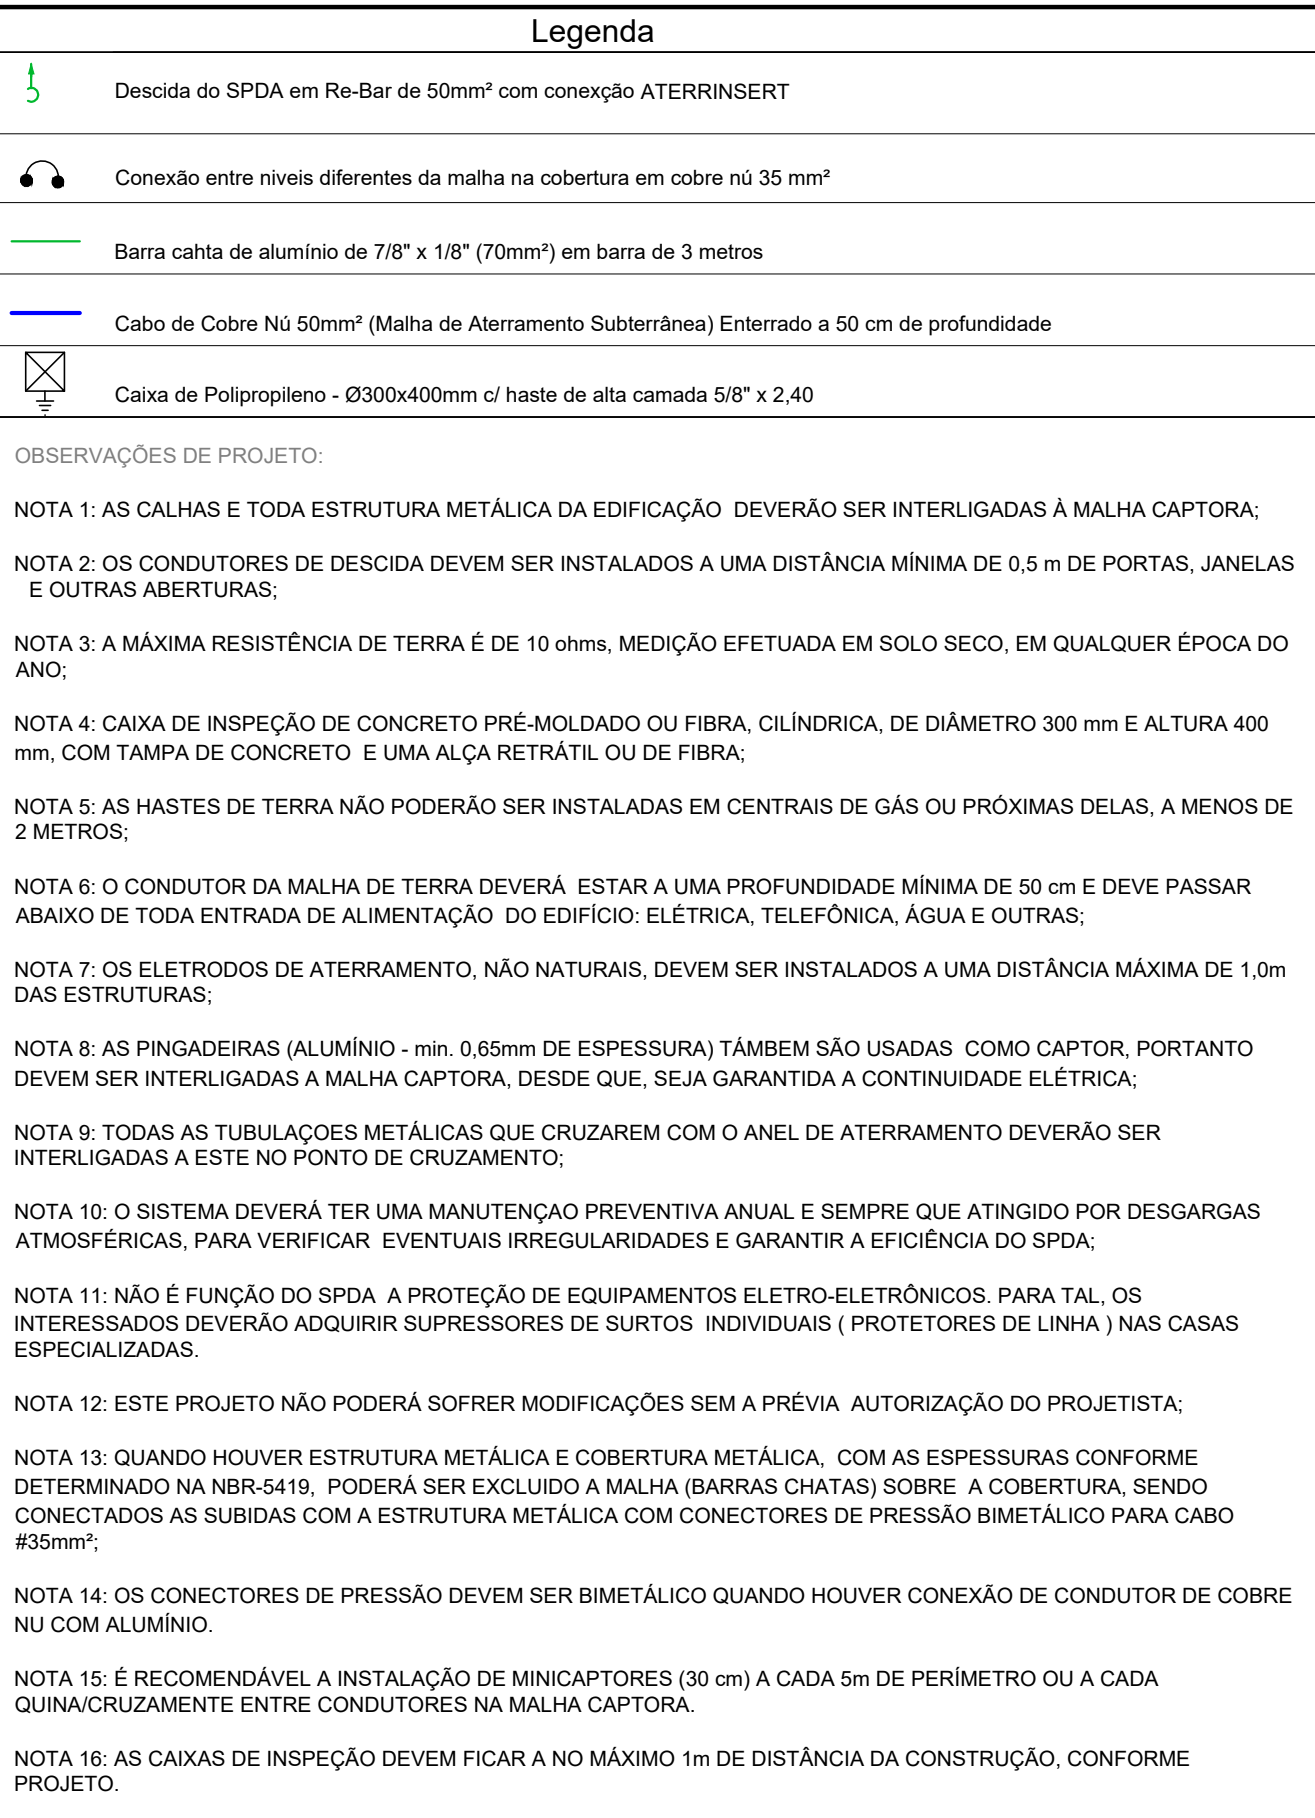 Legenda
Descida do SPDA em Re-Bar de 50mm² com conexção ATERRINSERT
Conexão entre niveis diferentes da malha na cobertura em cobre nú 35 mm²
Barra cahta de alumínio de 7/8" x 1/8" (70mm²) em barra de 3 metros
Cabo de Cobre Nú 50mm² (Malha de Aterramento Subterrânea) Enterrado a 50 cm de profundidade
Caixa de Polipropileno - Ø300x400mm c/ haste de alta camada 5/8" x 2,40
OBSERVAÇÕES DE PROJETO:
NOTA 1: AS CALHAS E TODA ESTRUTURA METÁLICA DA EDIFICAÇÃO DEVERÃO SER INTERLIGADAS À MALHA CAPTORA;
NOTA 2: OS CONDUTORES DE DESCIDA DEVEM SER INSTALADOS A UMA DISTÂNCIA MÍNIMA DE 0,5 m DE PORTAS, JANELAS
E OUTRAS ABERTURAS;
NOTA 3: A MÁXIMA RESISTÊNCIA DE TERRA É DE 10 ohms, MEDIÇÃO EFETUADA EM SOLO SECO, EM QUALQUER ÉPOCA DO
ANO;
NOTA 4: CAIXA DE INSPEÇÃO DE CONCRETO PRÉ-MOLDADO OU FIBRA, CILÍNDRICA, DE DIÂMETRO 300 mm E ALTURA 400
mm, COM TAMPA DE CONCRETO E UMA ALÇA RETRÁTIL OU DE FIBRA;
NOTA 5: AS HASTES DE TERRA NÃO PODERÃO SER INSTALADAS EM CENTRAIS DE GÁS OU PRÓXIMAS DELAS, A MENOS DE
2 METROS;
NOTA 6: O CONDUTOR DA MALHA DE TERRA DEVERÁ ESTAR A UMA PROFUNDIDADE MÍNIMA DE 50 cm E DEVE PASSAR
ABAIXO DE TODA ENTRADA DE ALIMENTAÇÃO DO EDIFÍCIO: ELÉTRICA, TELEFÔNICA, ÁGUA E OUTRAS;
NOTA 7: OS ELETRODOS DE ATERRAMENTO, NÃO NATURAIS, DEVEM SER INSTALADOS A UMA DISTÂNCIA MÁXIMA DE 1,0m
DAS ESTRUTURAS;
NOTA 8: AS PINGADEIRAS (ALUMÍNIO - min. 0,65mm DE ESPESSURA) TÁMBEM SÃO USADAS COMO CAPTOR, PORTANTO
DEVEM SER INTERLIGADAS A MALHA CAPTORA, DESDE QUE, SEJA GARANTIDA A CONTINUIDADE ELÉTRICA;
NOTA 9: TODAS AS TUBULAÇOES METÁLICAS QUE CRUZAREM COM O ANEL DE ATERRAMENTO DEVERÃO SER
INTERLIGADAS A ESTE NO PONTO DE CRUZAMENTO;
NOTA 10: O SISTEMA DEVERÁ TER UMA MANUTENÇAO PREVENTIVA ANUAL E SEMPRE QUE ATINGIDO POR DESGARGAS
ATMOSFÉRICAS, PARA VERIFICAR EVENTUAIS IRREGULARIDADES E GARANTIR A EFICIÊNCIA DO SPDA;
NOTA 11: NÃO É FUNÇÃO DO SPDA A PROTEÇÃO DE EQUIPAMENTOS ELETRO-ELETRÔNICOS. PARA TAL, OS
INTERESSADOS DEVERÃO ADQUIRIR SUPRESSORES DE SURTOS INDIVIDUAIS ( PROTETORES DE LINHA ) NAS CASAS
ESPECIALIZADAS.
NOTA 12: ESTE PROJETO NÃO PODERÁ SOFRER MODIFICAÇÕES SEM A PRÉVIA AUTORIZAÇÃO DO PROJETISTA;
NOTA 13: QUANDO HOUVER ESTRUTURA METÁLICA E COBERTURA METÁLICA, COM AS ESPESSURAS CONFORME
DETERMINADO NA NBR-5419, PODERÁ SER EXCLUIDO A MALHA (BARRAS CHATAS) SOBRE A COBERTURA, SENDO
CONECTADOS AS SUBIDAS COM A ESTRUTURA METÁLICA COM CONECTORES DE PRESSÃO BIMETÁLICO PARA CABO
#35mm²;
NOTA 14: OS CONECTORES DE PRESSÃO DEVEM SER BIMETÁLICO QUANDO HOUVER CONEXÃO DE CONDUTOR DE COBRE
NU COM ALUMÍNIO.
NOTA 15: É RECOMENDÁVEL A INSTALAÇÃO DE MINICAPTORES (30 cm) A CADA 5m DE PERÍMETRO OU A CADA
QUINA/CRUZAMENTE ENTRE CONDUTORES NA MALHA CAPTORA.
NOTA 16: AS CAIXAS DE INSPEÇÃO DEVEM FICAR A NO MÁXIMO 1m DE DISTÂNCIA DA CONSTRUÇÃO, CONFORME
PROJETO.